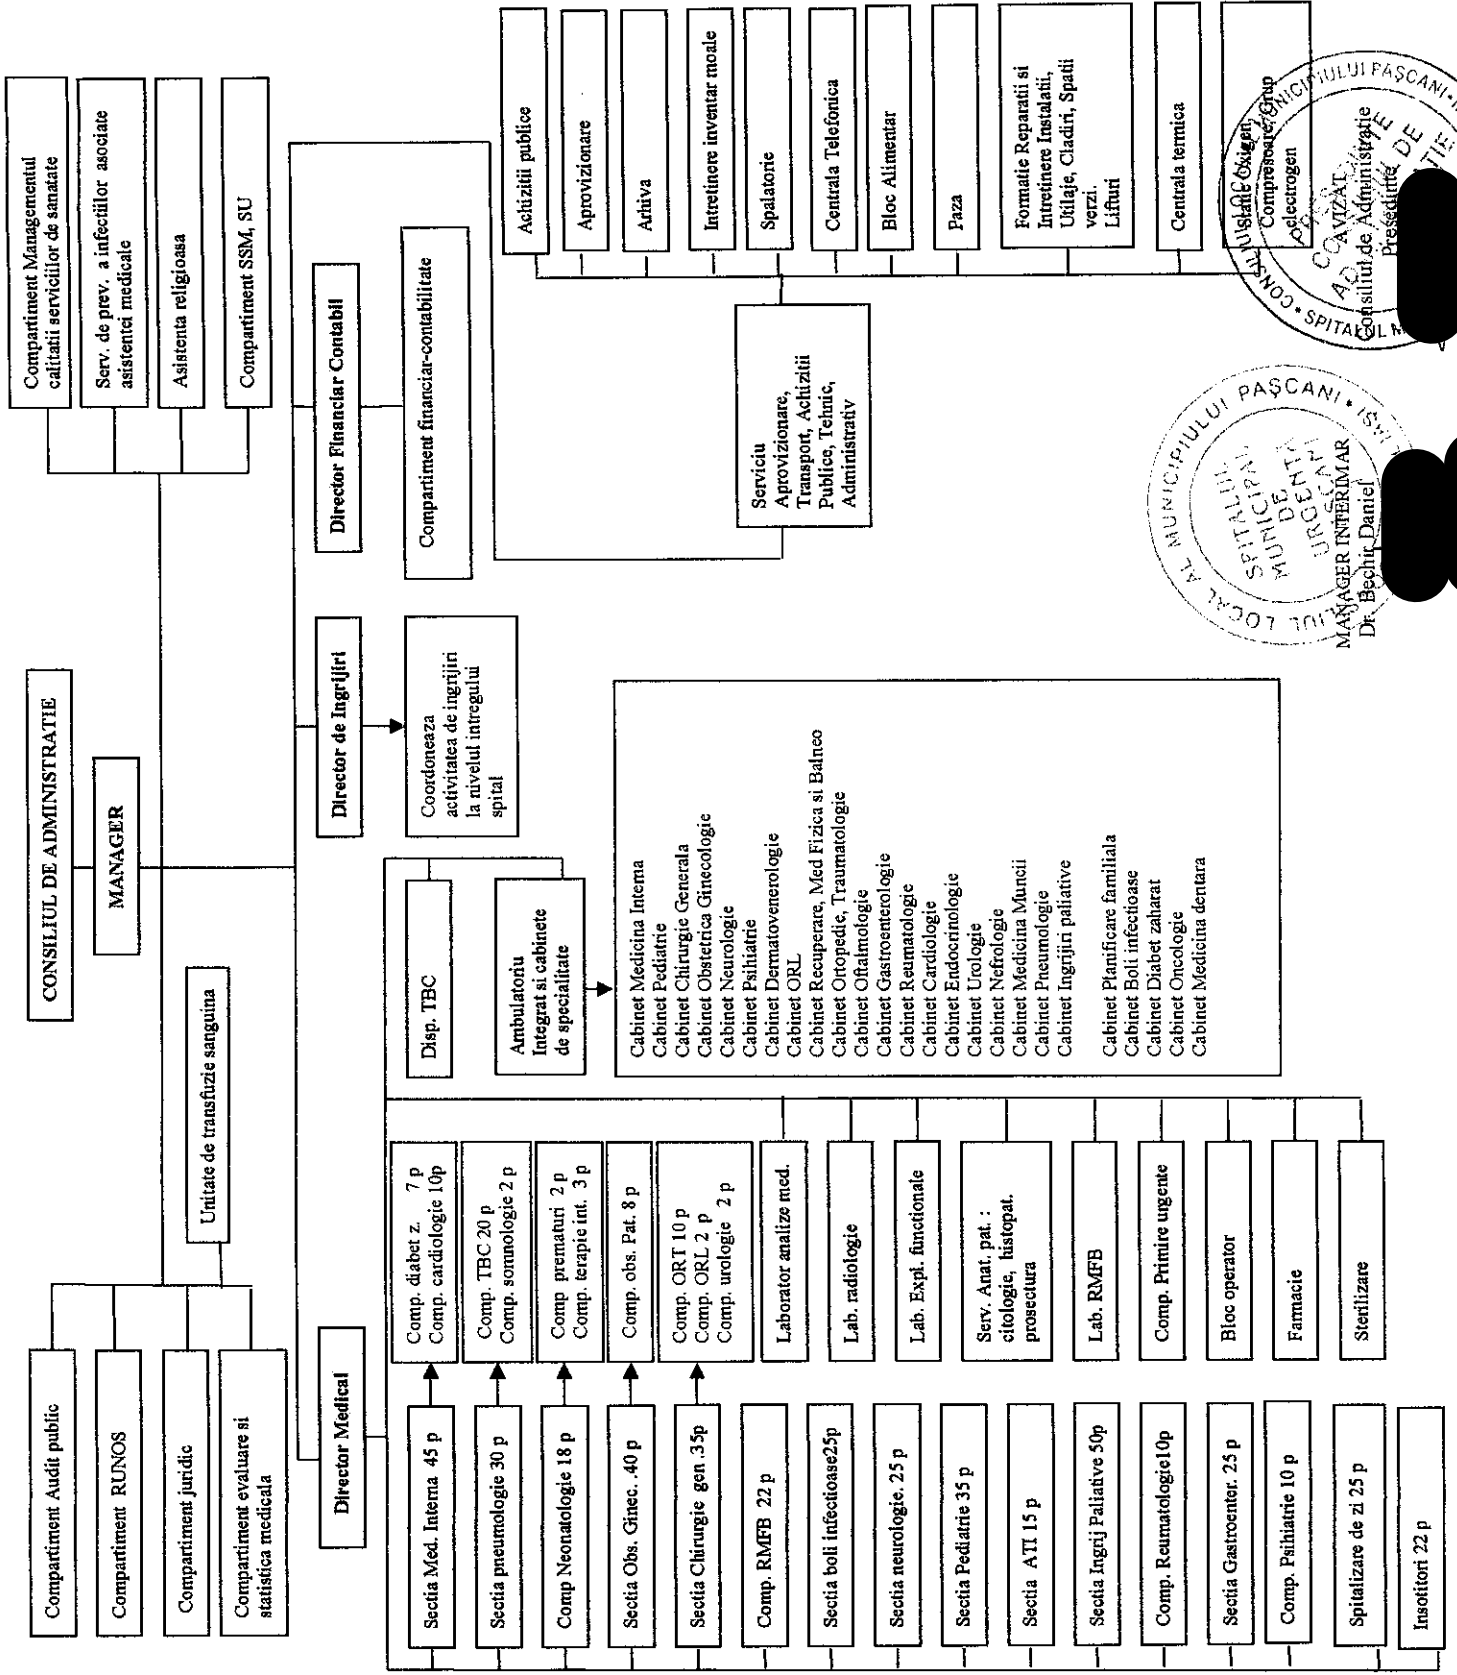 CONSILIUL DE ADMINISTRATIE
MANAGER
Compartiment Audit public
Compartiment RUNOS
Compartiment juridic
Compartiment evaluare si
statistica medicala
Unitate de transfuzie sanguina
Compartiment Managementul
calitatii serviciilor de sanatate
Serv. de prev. a infectiilor asociate
asistentei medicale
Asistenta religioasa
Compartiment SSM, SU
Director Medical
Director de Ingrijiri
Director Financiar Contabil
Coordoneaza
activitatea de ingrijiri
la nivelul intregului
spital
Compartiment financiar-contabilitate
Sectia Med. Interna 45 p
Comp. diabet z. 7 p
Comp. cardiologie 10p
Sectia pneumologie 30 p
Comp. TBC 20 p
Comp. somnologie 2 p
Comp Neonatologie 18 p
Comp prematuri 2 p
Comp. terapie int. 3 p
Sectia Obs. Ginec. .40 p
Comp. obs. Pat. 8 p
Sectia Chirurgie gen .35p
Comp. ORT 10 p
Comp. ORL 2 p
Comp. urologie 2 p
Comp. RMFB 22 p
Sectia boli infectioase25p
Sectia neurologie. 25 p
Sectia Pediatrie 35 p
Sectia ATI 15 p
Sectia Ingrij Paliative 50p
Comp. Reumatologie10p
Sectia Gastroenter. 25 p
Comp. Psihiatrie 10 p
Spitalizare de zi 25 p
Insotitori 22 p
Laborator analize med.
Lab. radiologie
Lab. Expl. functionale
Serv. Anat. pat. :
citologie, histopat.
prosectura
Lab. RMFB
Comp. Primire urgente
Bloc operator
Farmacie
Sterilizare
Disp. TBC
Ambulatoriu
Integrat si cabinete
de specialitate
Cabinet Medicina Interna
Cabinet Pediatrie
Cabinet Chirurgie Generala
Cabinet Obstetrica Ginecologie
Cabinet Neurologie
Cabinet Psihiatrie
Cabinet Dermatovenerologie
Cabinet ORL
Cabinet Recuperare, Med Fizica si Balneo
Cabinet Ortopedie, Traumatologie
Cabinet Oftalmologie
Cabinet Gastroenterologie
Cabinet Reumatologie
Cabinet Cardiologie
Cabinet Endocrinologie
Cabinet Urologie
Cabinet Nefrologie
Cabinet Medicina Muncii
Cabinet Pneumologie
Cabinet Ingrijiri paliative
Cabinet Planificare familiala
Cabinet Boli infectioase
Cabinet Diabet zaharat
Cabinet Oncologie
Cabinet Medicina dentara
Serviciu
Aprovizionare,
Transport, Achizitii
Publice, Tehnic,
Administrativ
Achizitii publice
Aprovizionare
Arhiva
Intretinere inventar moale
Spalatorie
Centrala Telefonica
Bloc Alimentar
Paza
Formatie Reparatii si
Intretinere Instalatii,
Utilaje, Cladiri, Spatii
verzi.
Lifturi
Centrala termica
Statie Oxigen,
Compresoare, Grup
electrogen
MANAGER INTERIMAR
Dr. Bechir Daniel
AL MUNICIPIULUI PAŞCANI • IAŞI
LOCAL
SPITALUL
MUNICIPAL
DE
URGENTA
AVIZAT,
Consiliul de Administratie
Presedinte
MUNICIPIULUI PAŞCANI
• SPITALUL